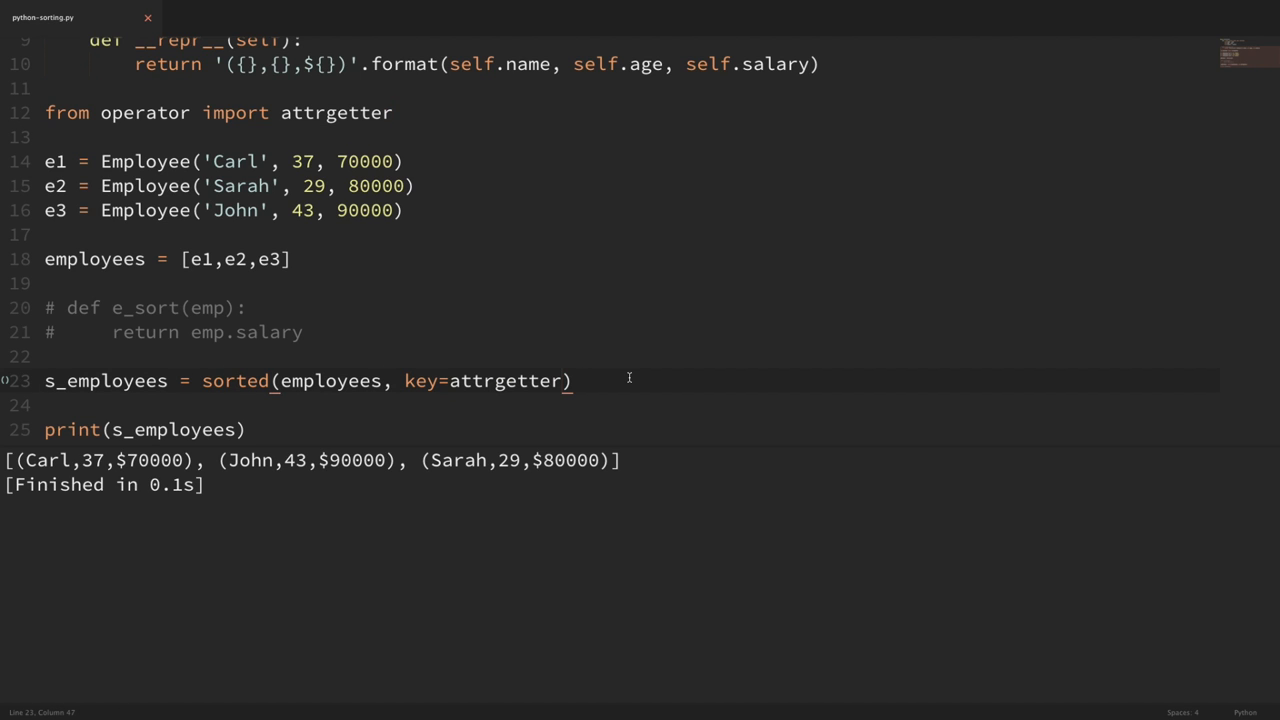 python-sorting.py ×
9     def __repr__(self):
10         return '({},{},${})'.format(self.name, self.age, self.salary)
11
12 from operator import attrgetter
13
14 e1 = Employee('Carl', 37, 70000)
15 e2 = Employee('Sarah', 29, 80000)
16 e3 = Employee('John', 43, 90000)
17
18 employees = [e1,e2,e3]
19
20 # def e_sort(emp):
21 #     return emp.salary
22
()23 s_employees = sorted(employees, key=attrgetter)
24
25 print(s_employees)
[(Carl,37,$70000), (John,43,$90000), (Sarah,29,$80000)]
[Finished in 0.1s]
Line 23, Column 47 Spaces: 4 Python